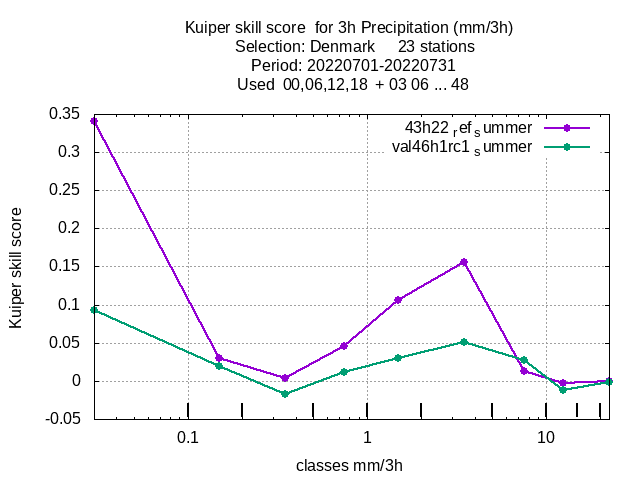 Kuiper skill score for 3h Precipitation (mm/3h)
Selection: Denmark 23 stations
Period: 20220701-20220731
Used 00,06,12,18 + 03 06 ... 48
43h22 refsummer
val46h1rc1 summer
Kuiper skill score
0.35
0.3
0.25
0.2
0.15
0.1
0.05
0
-0.05
0.1 1 10
classes mm/3h